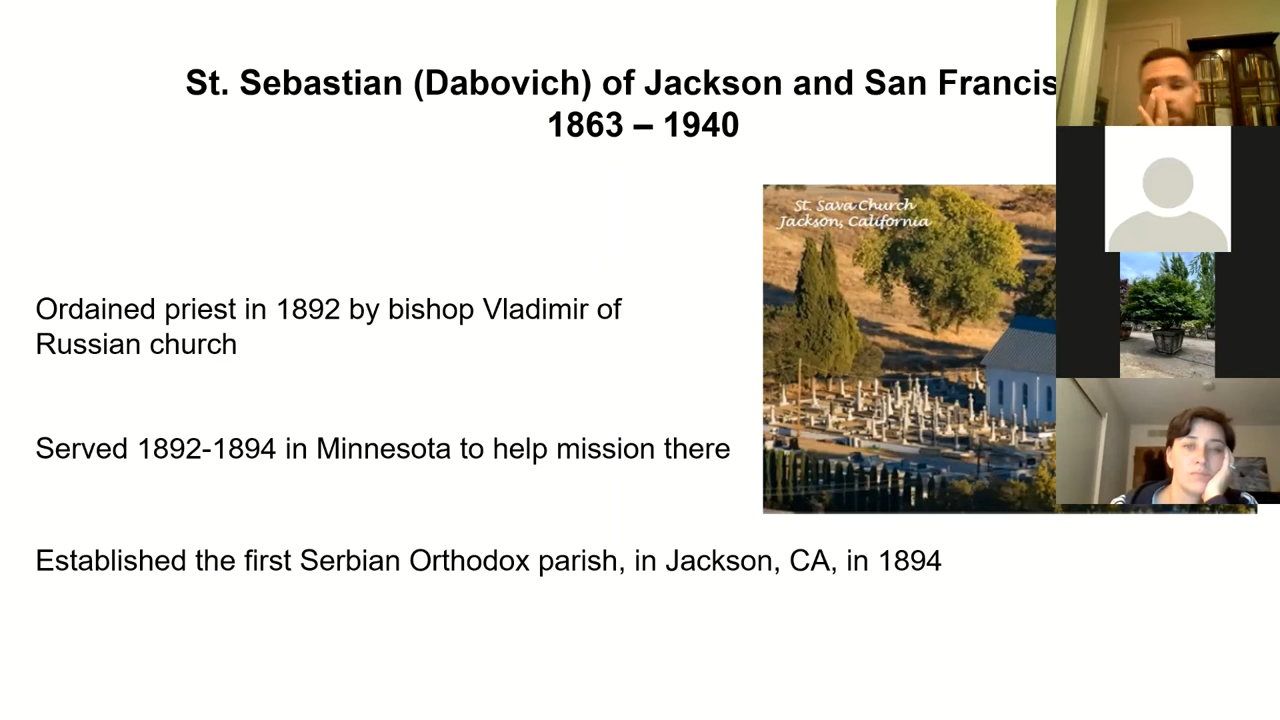 St. Sebastian (Dabovich) of Jackson and San Francis
1863 – 1940
St. Sava Church
Jackson, California
Ordained priest in 1892 by bishop Vladimir of
Russian church
Served 1892-1894 in Minnesota to help mission there
Established the first Serbian Orthodox parish, in Jackson, CA, in 1894